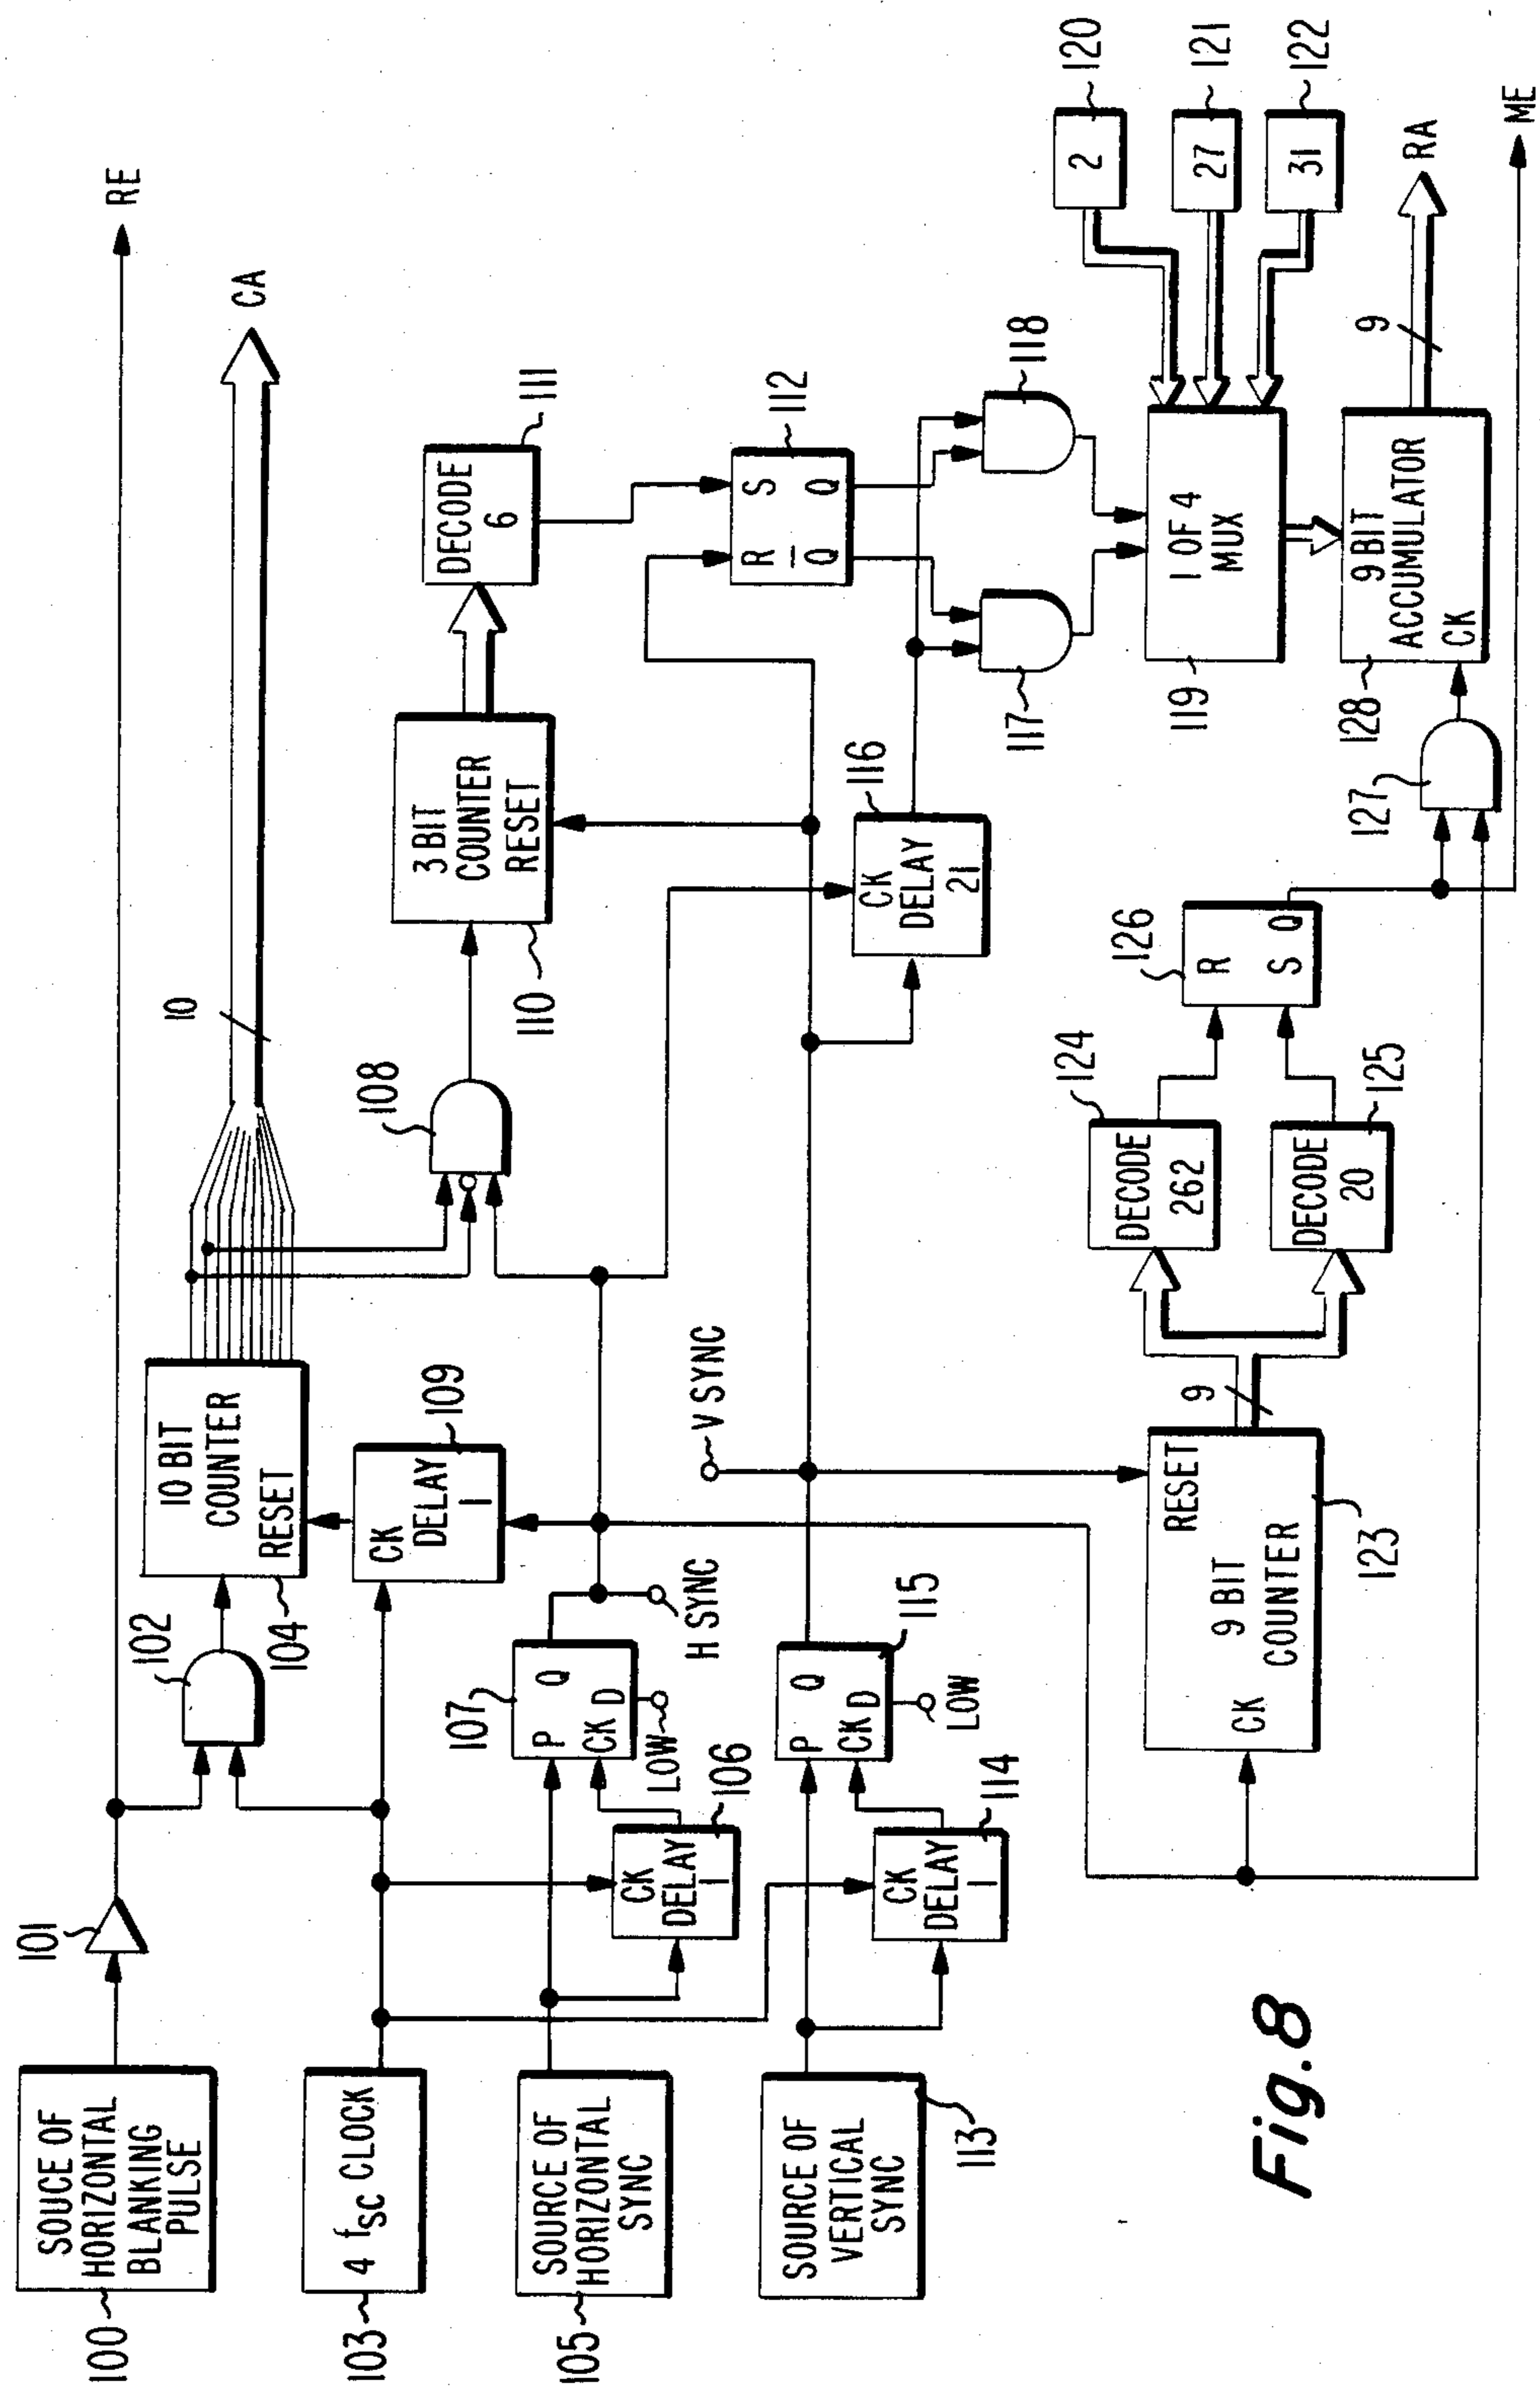 SOUCE OF
HORIZONTAL
BLANKING
PULSE
100
101
RE
102
10 BIT
COUNTER
RESET
104
10
CA
4 fsc CLOCK
103
CK
DELAY
1
109
108
3 BIT
COUNTER
RESET
110
DECODE
6
111
SOURCE OF
HORIZONTAL
SYNC
105
CK
DELAY
1
106
P Q
CK D
107
LOW
H SYNC
R S
Q Q
112
SOURCE OF
VERTICAL
SYNC
113
CK
DELAY
1
114
P Q
CK D
115
LOW
V SYNC
CK
DELAY
21
116
117
118
1 OF 4
MUX
119
2
120
27
121
31
122
RESET
9 BIT
COUNTER
CK
123
9
DECODE
262
124
DECODE
20
125
R
S Q
126
127
9 BIT
ACCUMULATOR
CK
128
9
RA
ME
Fig.8